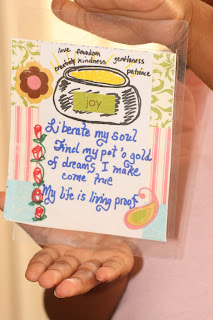 love freedom
creativity kindness gentleness
patience
joy
Liberate my soul
Find my pot 'o gold
of dreams I make
come true
My life is living proof